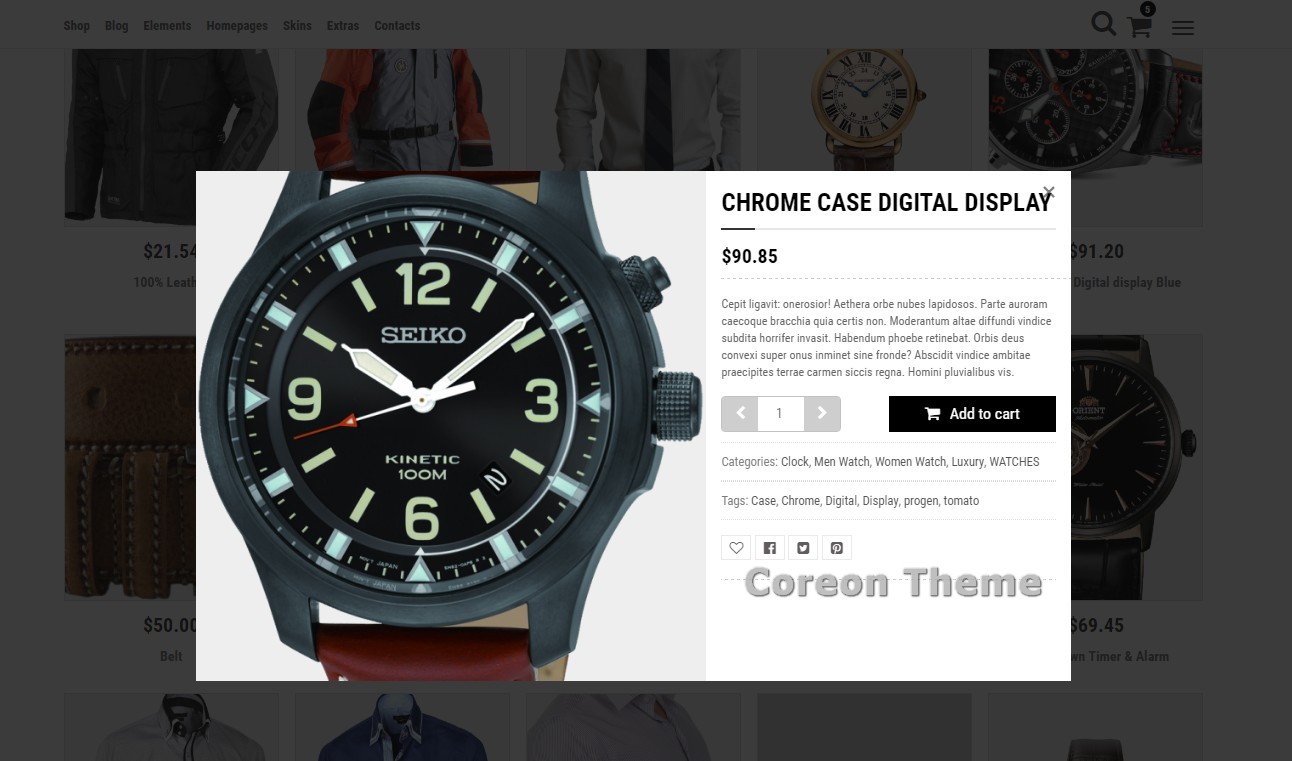 Shop Blog Elements Homepages Skins Extras Contacts
5
CHROME CASE DIGITAL DISPLAY
$90.85
Cepit ligavit: onerosior! Aethera orbe nubes lapidosos. Parte auroram
caecoque bracchia quia certis non. Moderantum altae diffundi vindice
subdita horrifer invasit. Habendum phoebe retinebat. Orbis deus
convexi super onus inminet sine fronde? Abscidit vindice ambitae
praecipites terrae carmen siccis regna. Homini pluvialibus vis.
1
Add to cart
Categories: Clock, Men Watch, Women Watch, Luxury, WATCHES
Tags: Case, Chrome, Digital, Display, progen, tomato
Coreon Theme
12
SEIKO
9
3
KINETIC
100M
6
$21.54
100% Leath
$91.20
Digital display Blue
ORIENT
$50.00
Belt
$69.45
wn Timer & Alarm